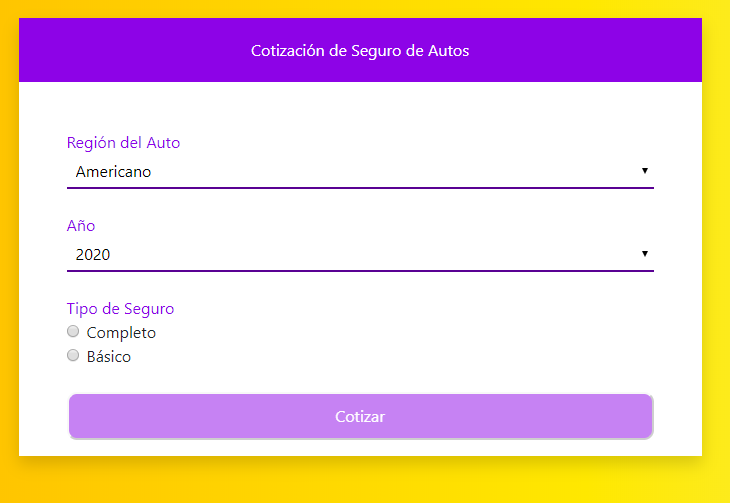 Cotización de Seguro de Autos
Región del Auto
Americano
Año
2020
Tipo de Seguro
Completo
Básico
Cotizar